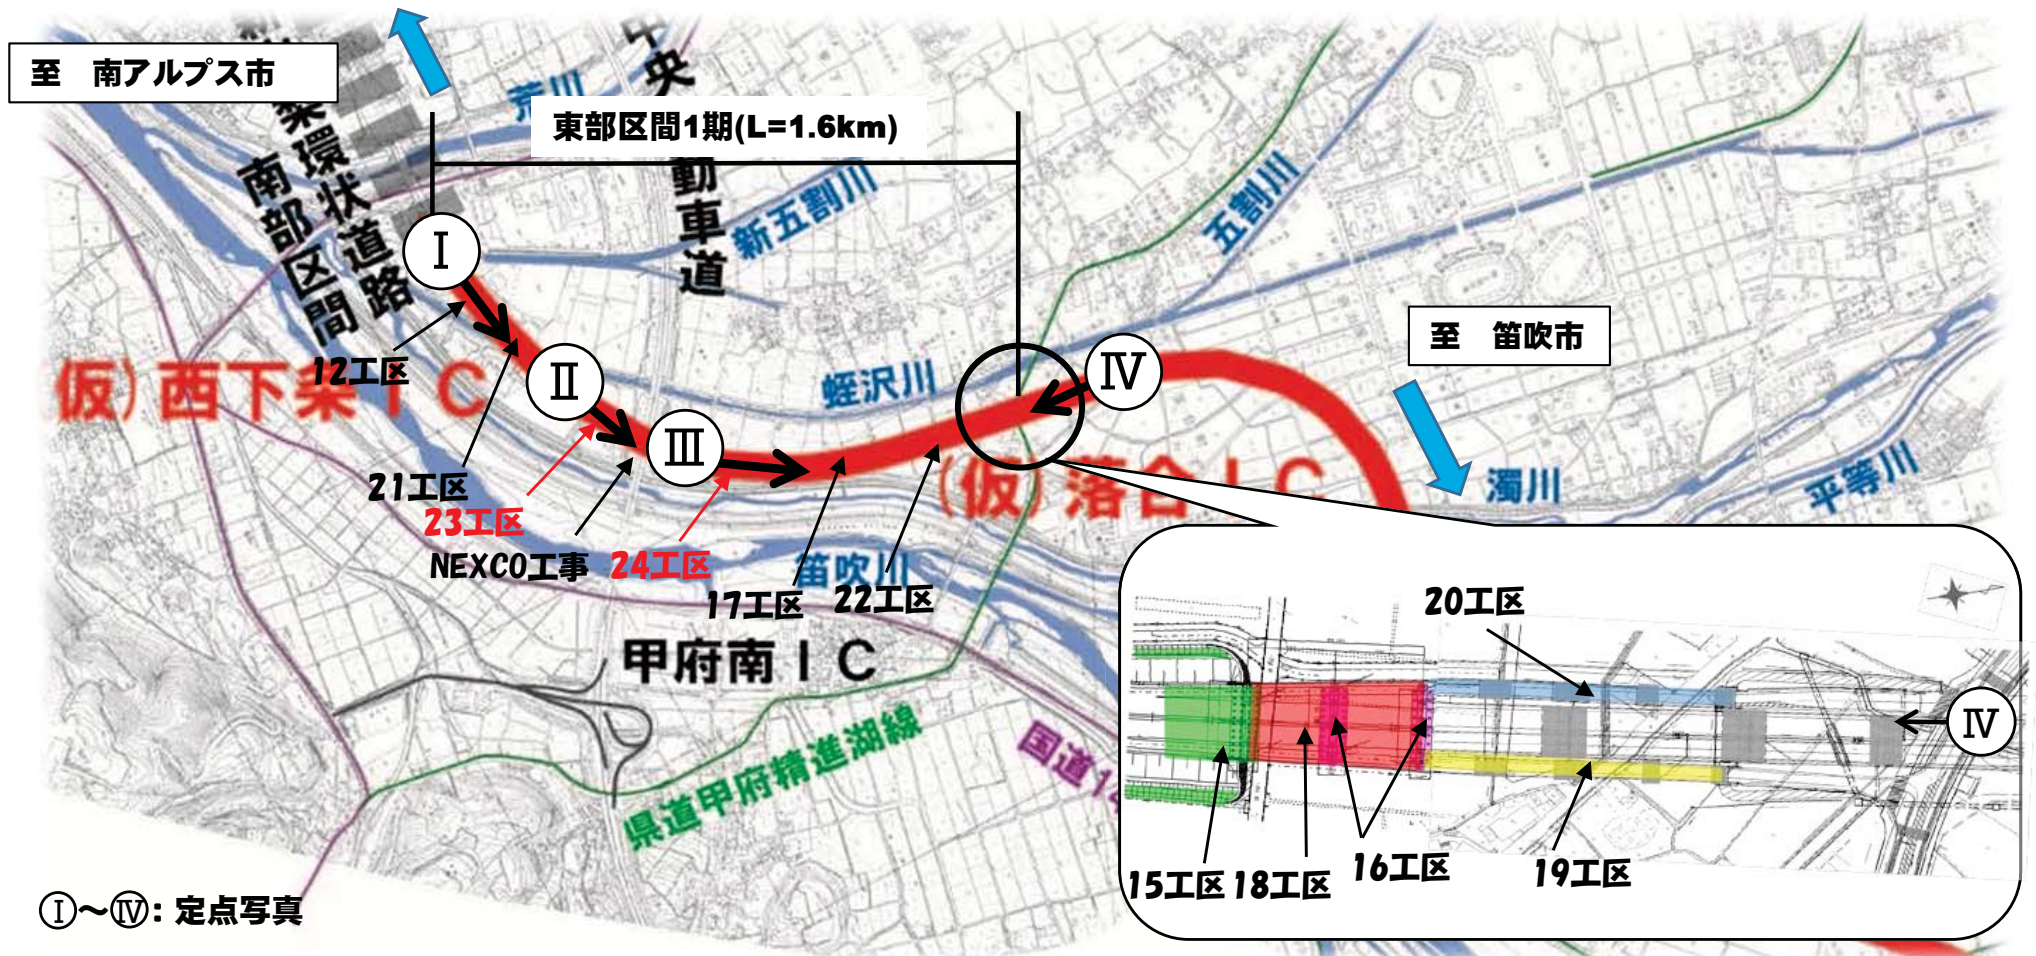 至　南アルプス市
荒川
中央
動車道
東部区間1期(L=1.6km)
環状道路
南部区間
新五割川
五割川
Ⅰ
12工区
(仮)西下条ＩＣ
Ⅱ
蛭沢川
Ⅳ
至　笛吹市
Ⅲ
21工区
23工区
NEXCO工事
24工区
(仮)落合ＩＣ
濁川
平等川
笛吹川
17工区
22工区
甲府南ＩＣ
県道甲府精進湖線
国道14
20工区
Ⅳ
15工区
18工区
16工区
19工区
Ⅰ～Ⅳ: 定点写真